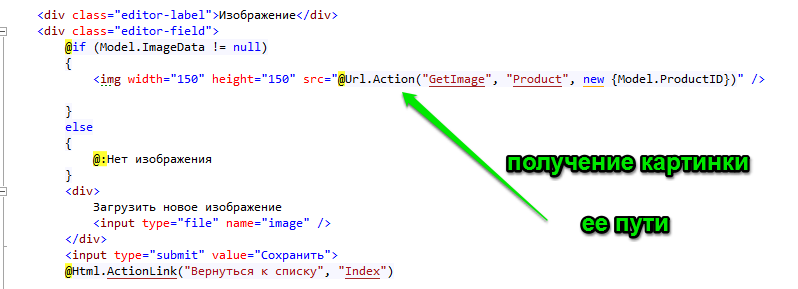 <div class="editor-label">Изображение</div>
<div class="editor-field">
@if (Model.ImageData != null)
{
<img width="150" height="150" src="@Url.Action("GetImage", "Product", new {Model.ProductID})" />
}
else
{
@:Нет изображения
}
<div>
Загрузить новое изображение
<input type="file" name="image" />
</div>
<input type="submit" value="Сохранить">
@Html.ActionLink("Вернуться к списку", "Index")
получение картинки
ее пути